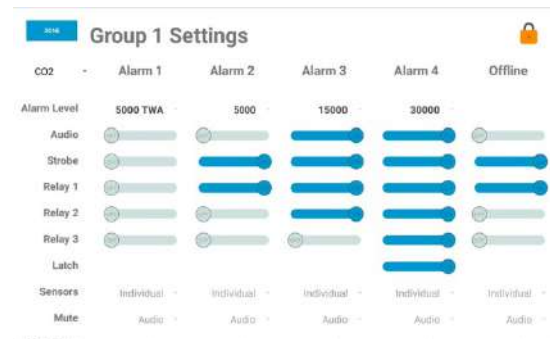 Group 1 Settings
CO2 Alarm 1 Alarm 2 Alarm 3 Alarm 4 Offline
Alarm Level 5000 TWA 5000 15000 30000
Audio
Strobe
Relay 1
Relay 2
Relay 3
Latch
Sensors Individual Individual Individual Individual Individual
Mute Audio Audio Audio Audio Audio